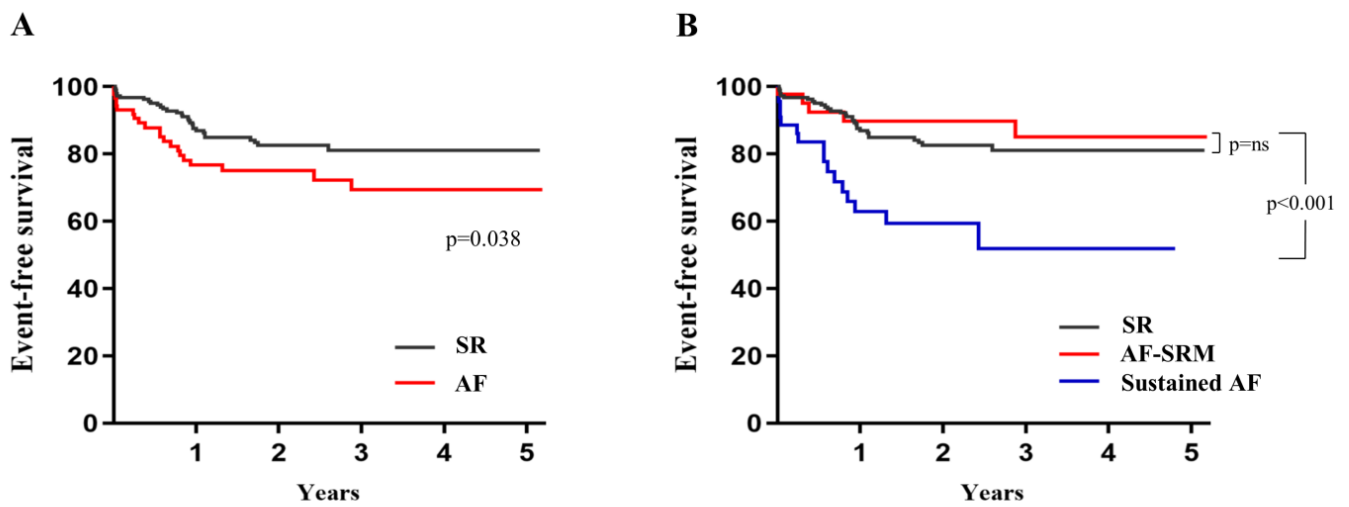 A
Event-free survival
100
80
60
40
20
0
1 2 3 4 5
Years
p=0.038
SR
AF
B
Event-free survival
100
80
60
40
20
0
1 2 3 4 5
Years
p=ns
p<0.001
SR
AF-SRM
Sustained AF